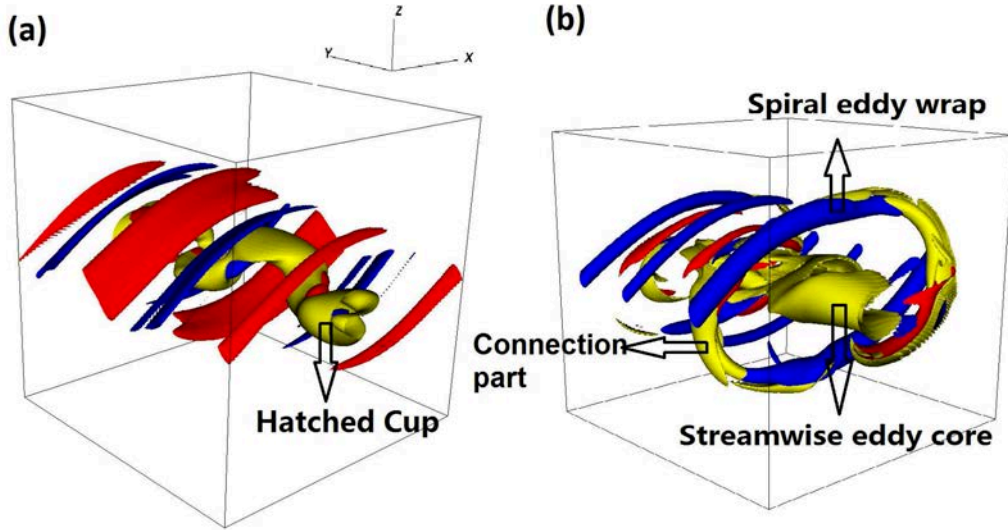 (a)
Z
Y
X
Hatched Cup
(b)
Spiral eddy wrap
Connection
part
Streamwise eddy core